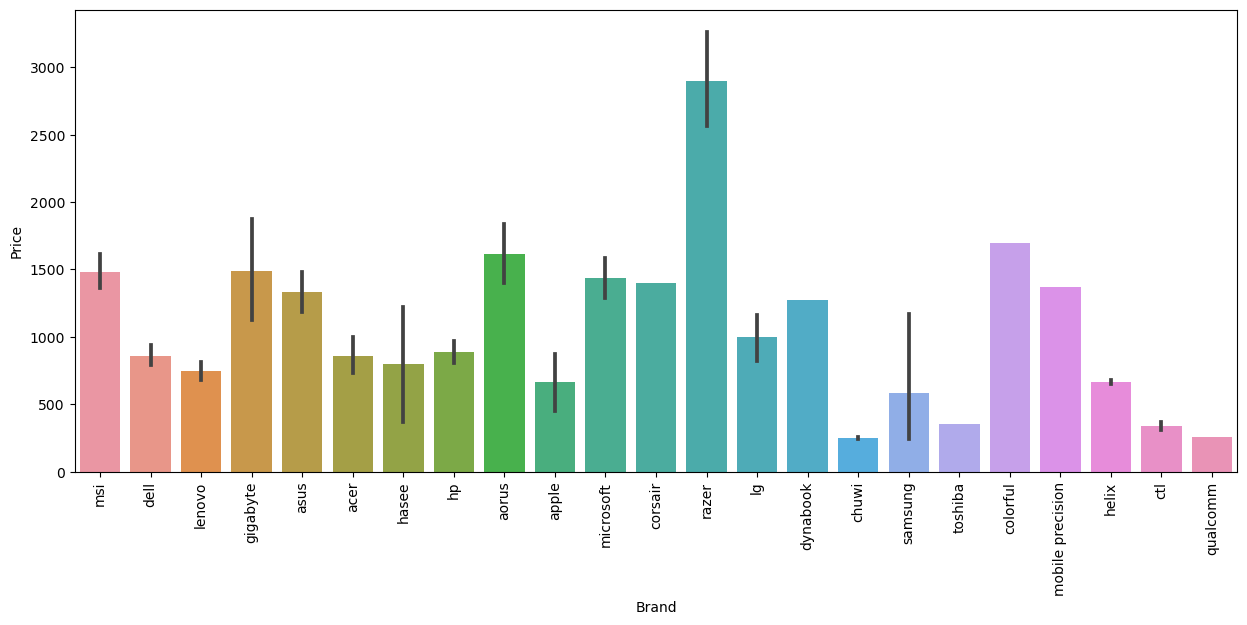 3000
2500
2000
1500
1000
500
0
Price
msi
dell
lenovo
gigabyte
asus
acer
hasee
hp
aorus
apple
microsoft
corsair
razer
lg
dynabook
chuwi
samsung
toshiba
colorful
mobile precision
helix
ctl
qualcomm
Brand